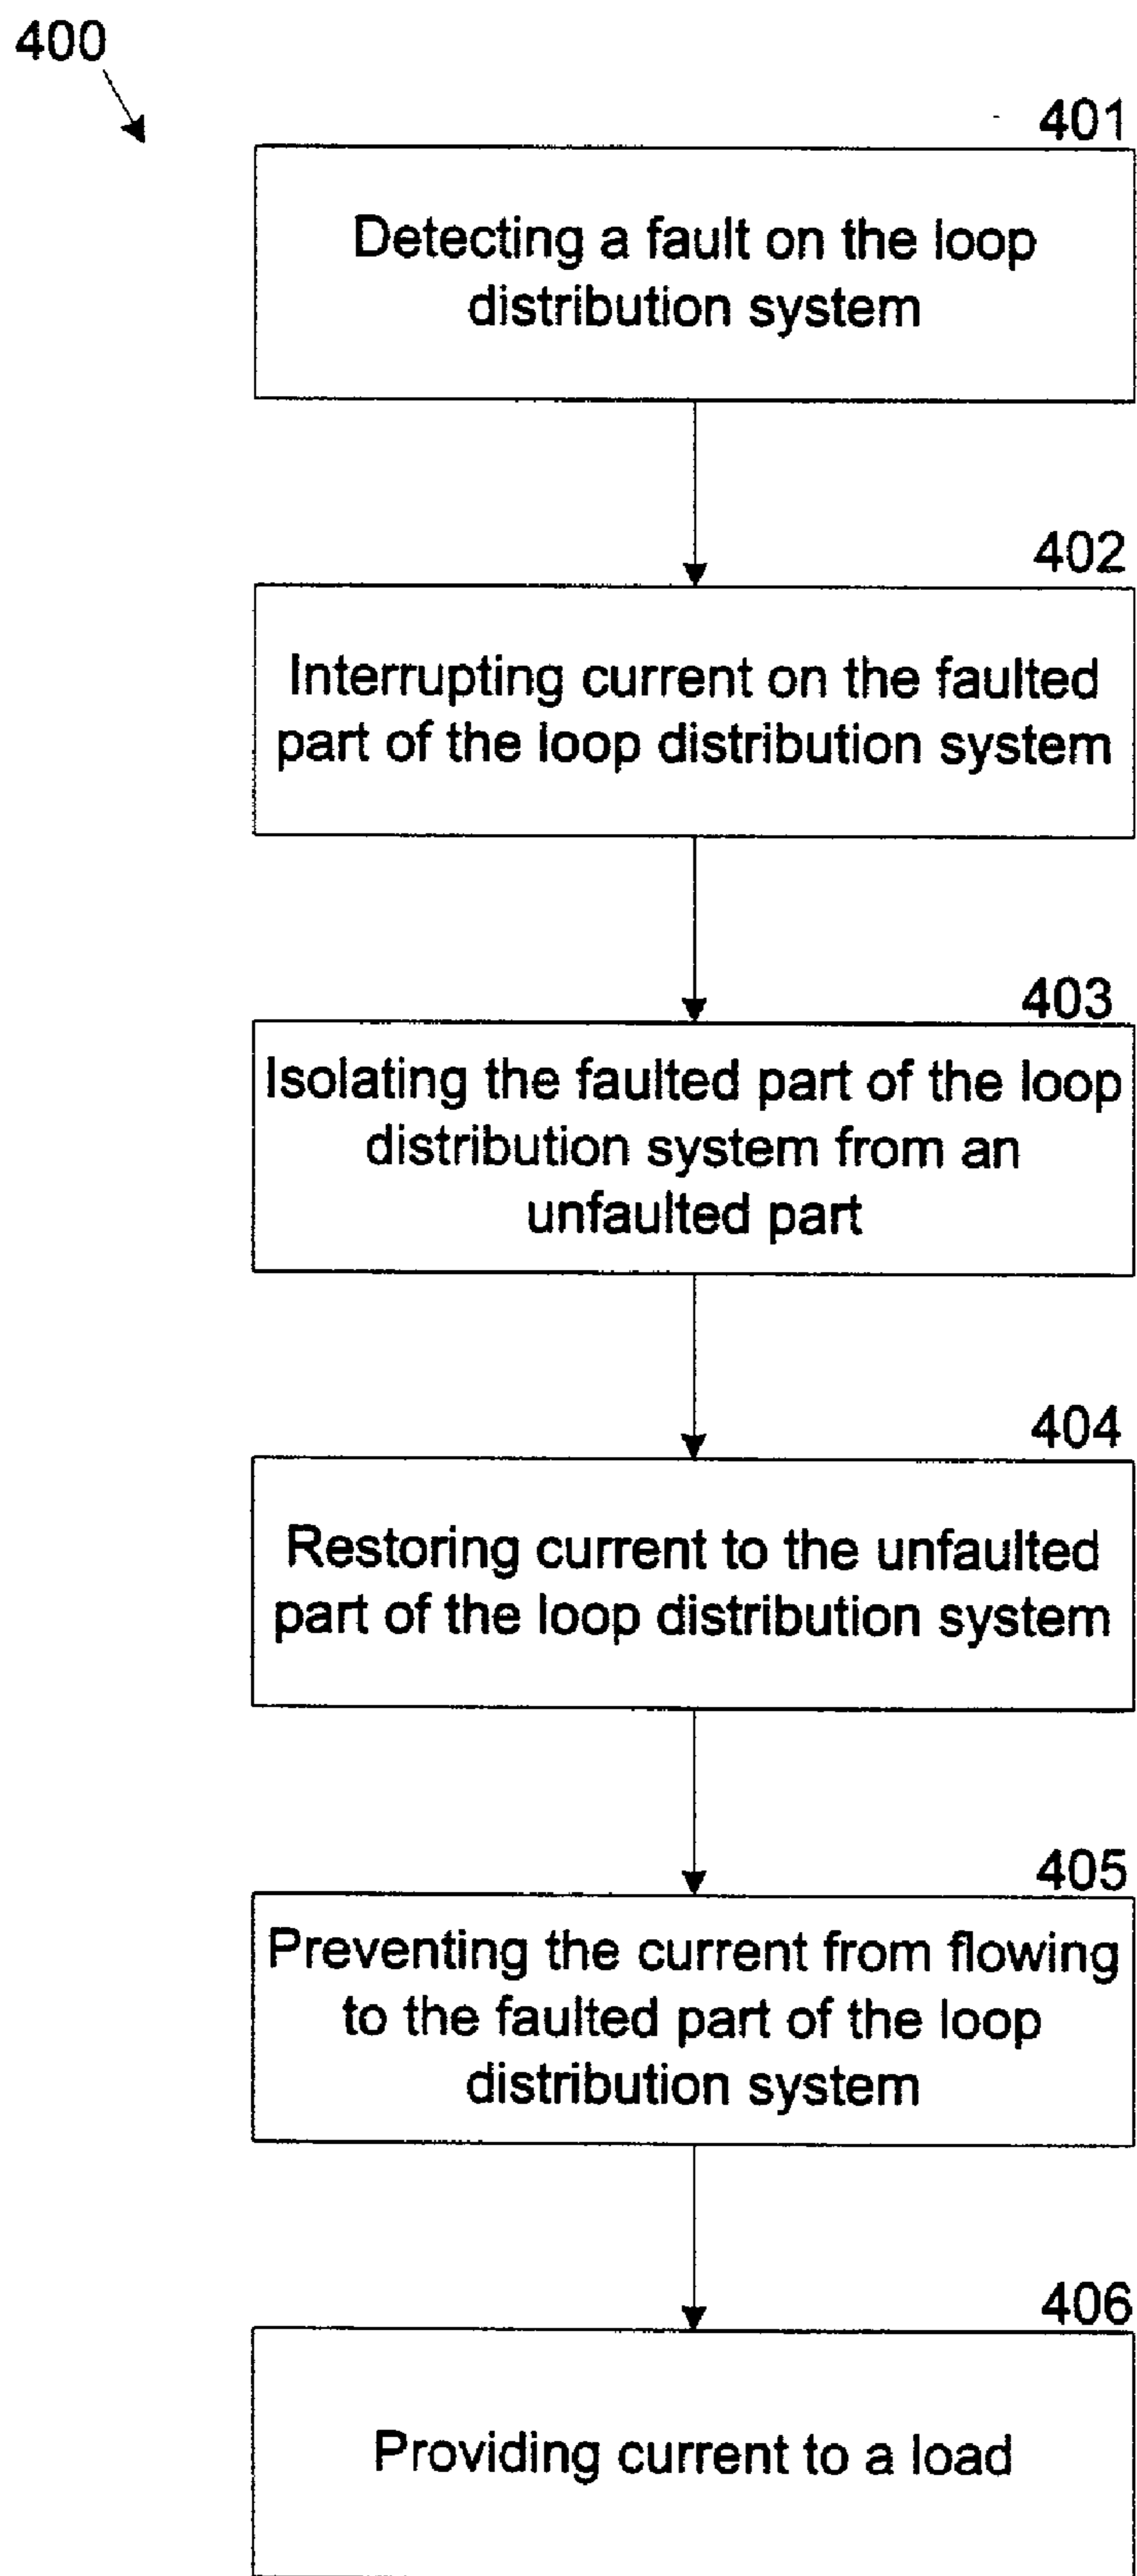 400
401
Detecting a fault on the loop
distribution system
402
Interrupting current on the faulted
part of the loop distribution system
403
Isolating the faulted part of the loop
distribution system from an
unfaulted part
404
Restoring current to the unfaulted
part of the loop distribution system
405
Preventing the current from flowing
to the faulted part of the loop
distribution system
406
Providing current to a load